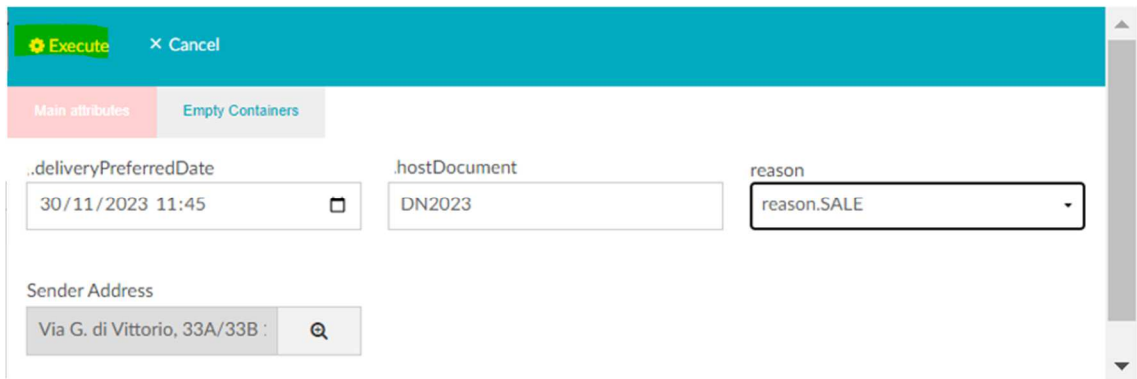 Execute × Cancel
Main attributes Empty Containers
..deliveryPreferredDate .hostDocument reason
30/11/2023 11:45 DN2023 reason.SALE
Sender Address
Via G. di Vittorio, 33A/33B